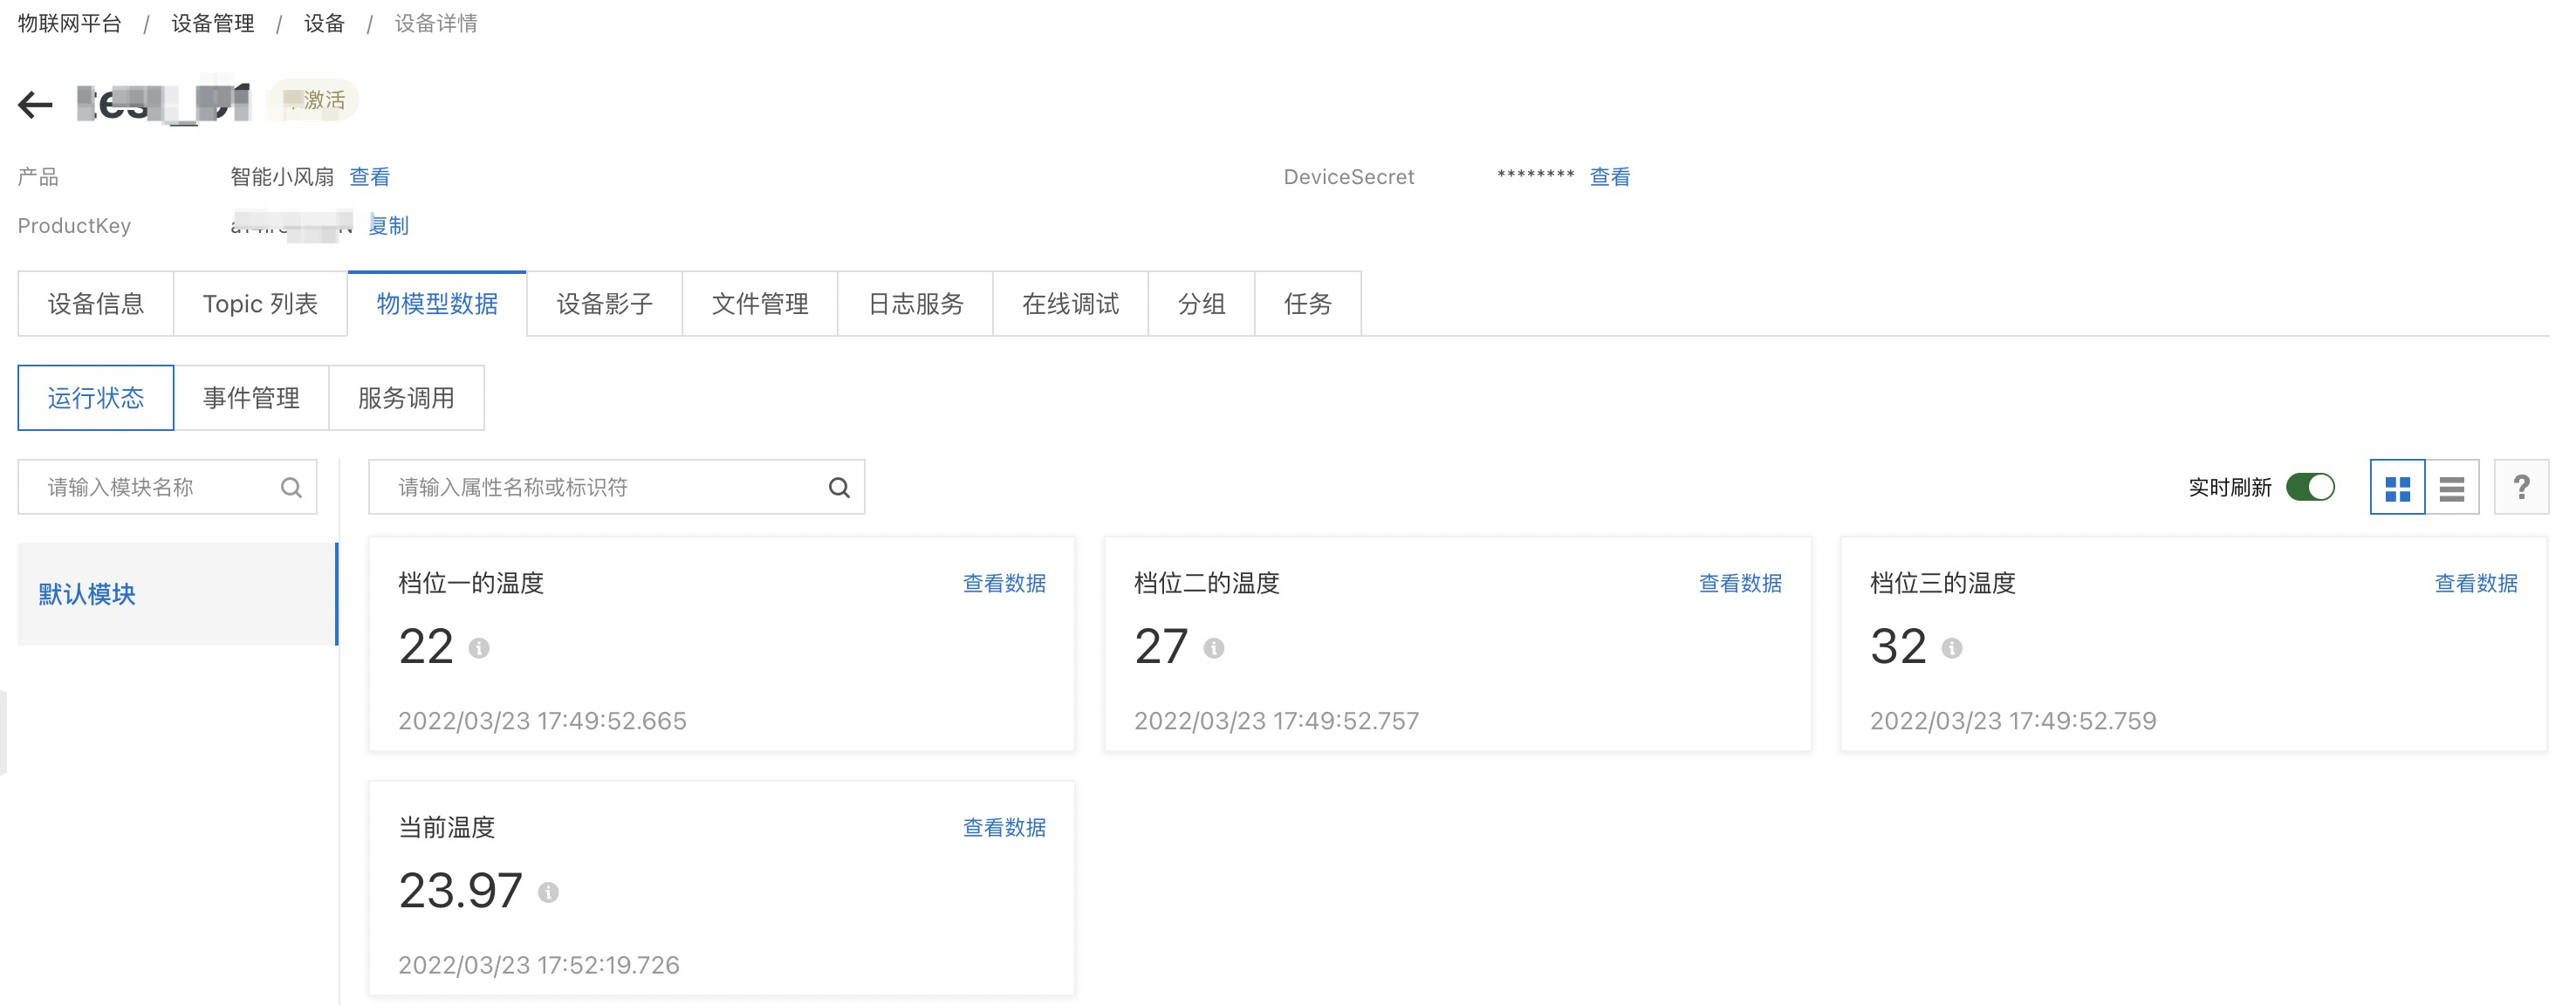 物联网平台 / 设备管理 / 设备 / 设备详情
激活
产品 智能小风扇 查看 DeviceSecret ******** 查看
ProductKey 复制
设备信息 Topic 列表 物模型数据 设备影子 文件管理 日志服务 在线调试 分组 任务
运行状态 事件管理 服务调用
请输入模块名称 请输入属性名称或标识符 实时刷新 ?
默认模块
档位一的温度 查看数据 档位二的温度 查看数据 档位三的温度 查看数据
22 27 32
2022/03/23 17:49:52.665 2022/03/23 17:49:52.757 2022/03/23 17:49:52.759
当前温度 查看数据
23.97
2022/03/23 17:52:19.726